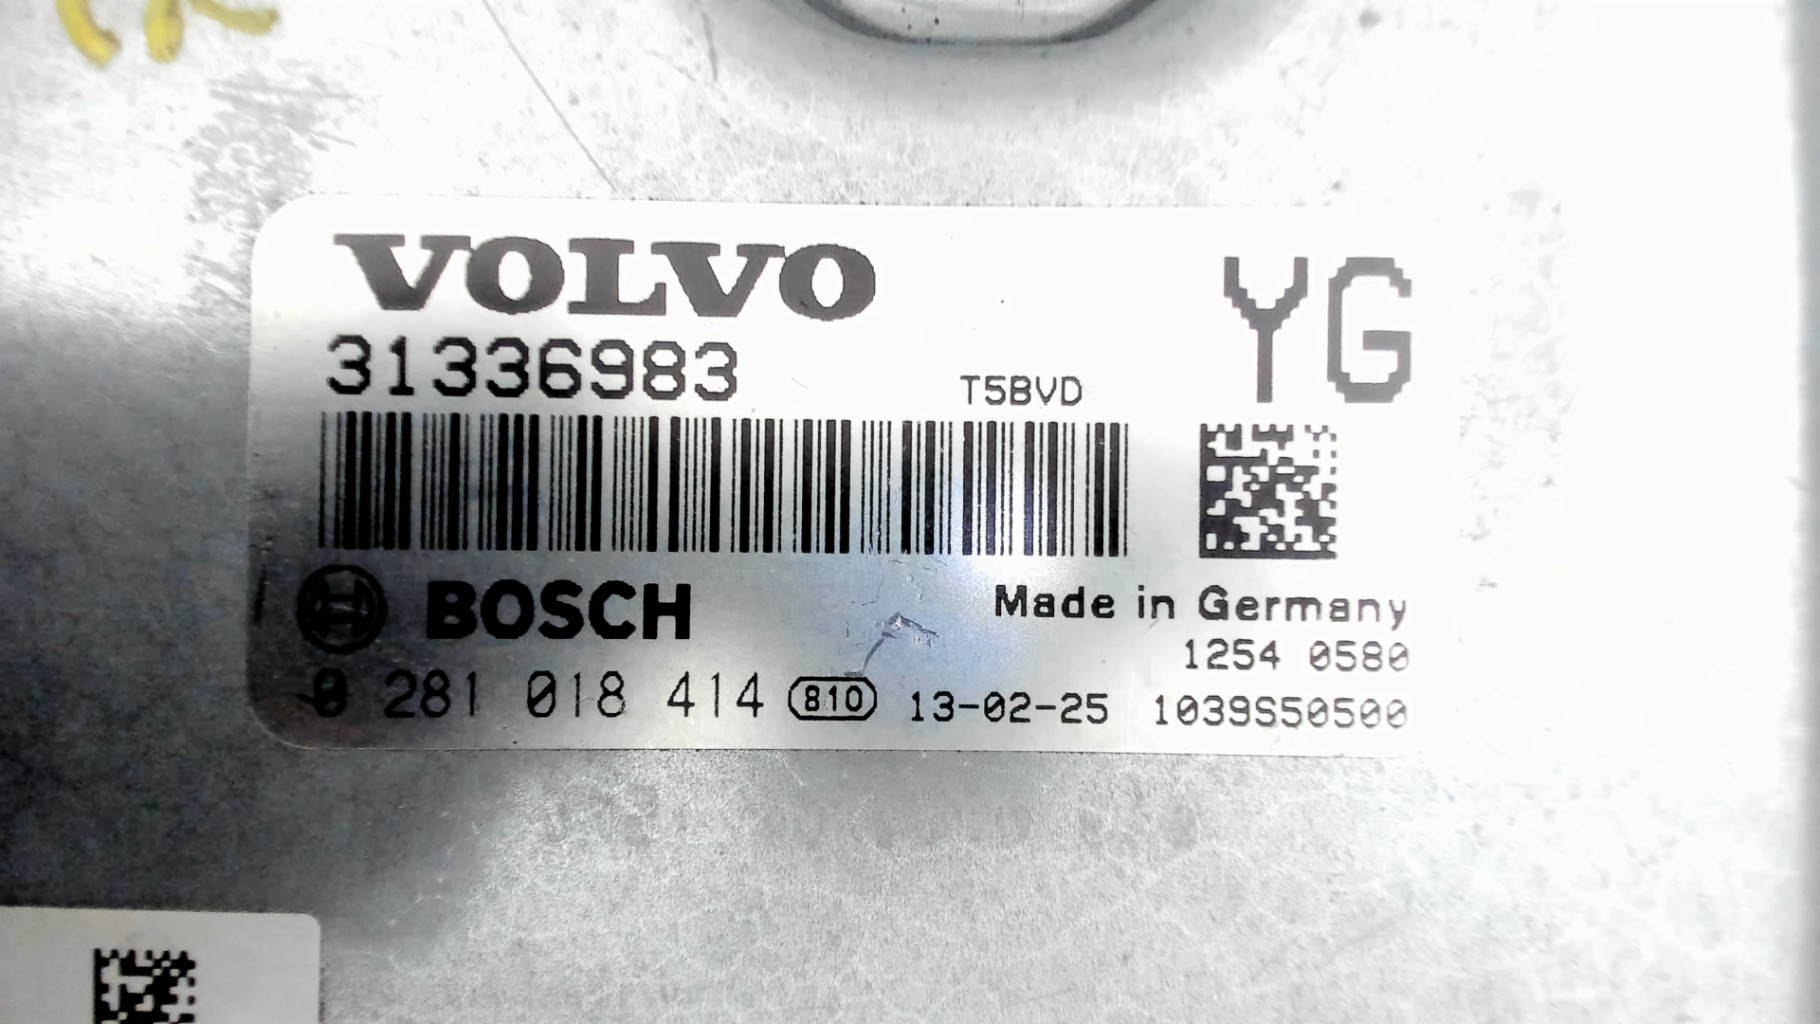 VOLVO
YG
31336983
T5BVD
BOSCH
Made in Germany
1254 0580
0 281 018 414 810 13-02-25 1039S50500